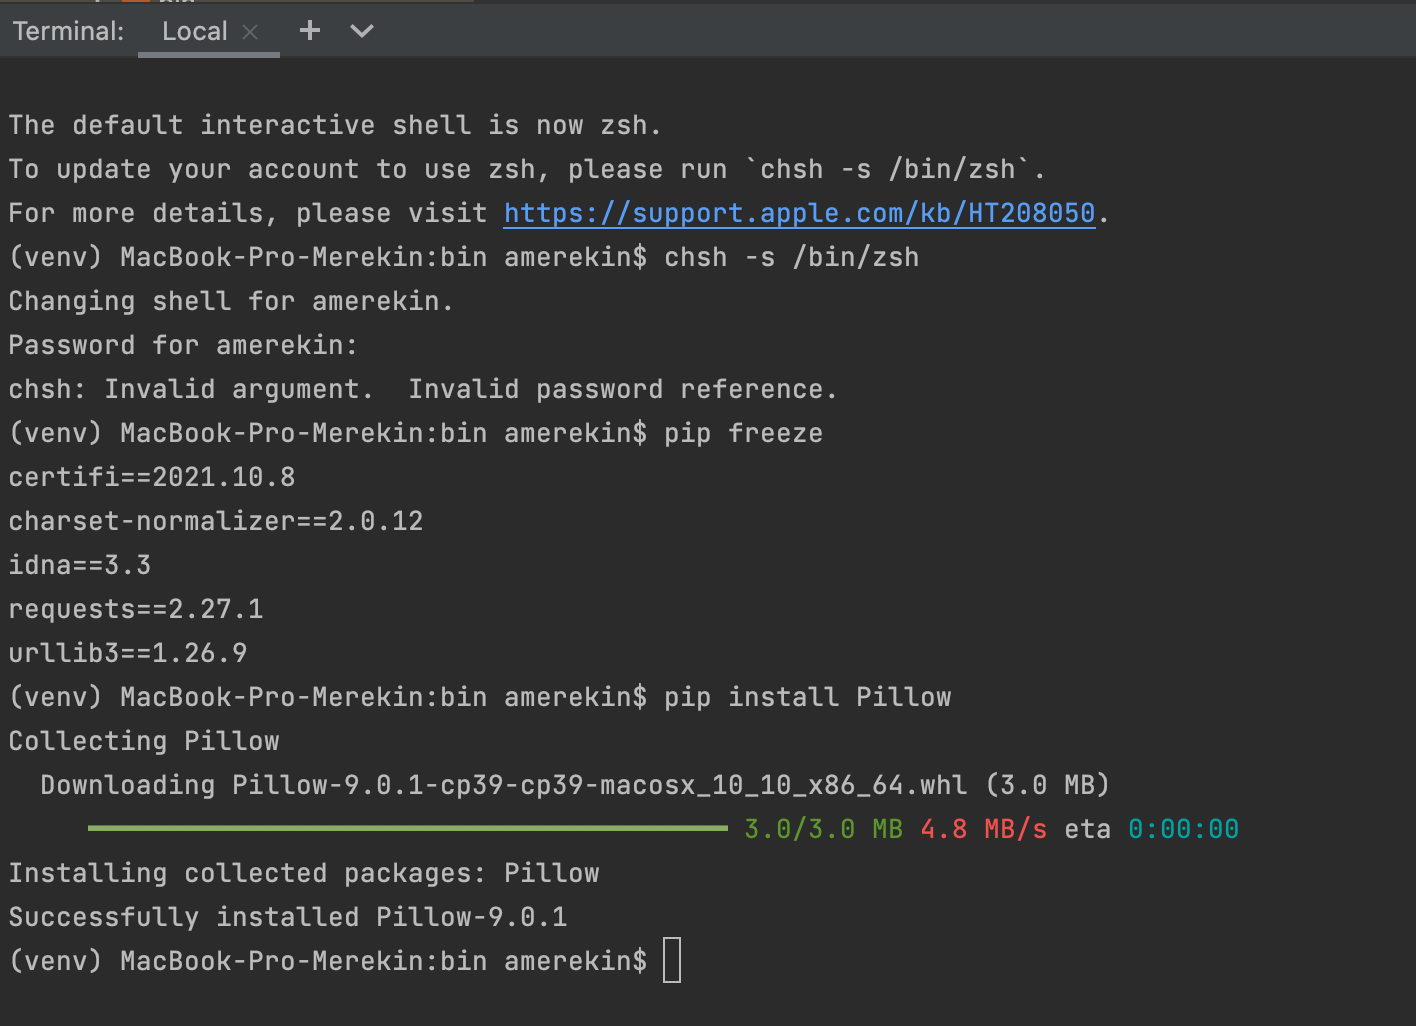 Terminal: Local
The default interactive shell is now zsh.
To update your account to use zsh, please run `chsh -s /bin/zsh`.
For more details, please visit https://support.apple.com/kb/HT208050.
(venv) MacBook-Pro-Merekin:bin amerekin$ chsh -s /bin/zsh
Changing shell for amerekin.
Password for amerekin:
chsh: Invalid argument.  Invalid password reference.
(venv) MacBook-Pro-Merekin:bin amerekin$ pip freeze
certifi==2021.10.8
charset-normalizer==2.0.12
idna==3.3
requests==2.27.1
urllib3==1.26.9
(venv) MacBook-Pro-Merekin:bin amerekin$ pip install Pillow
Collecting Pillow
  Downloading Pillow-9.0.1-cp39-cp39-macosx_10_10_x86_64.whl (3.0 MB)
3.0/3.0 MB 4.8 MB/s eta 0:00:00
Installing collected packages: Pillow
Successfully installed Pillow-9.0.1
(venv) MacBook-Pro-Merekin:bin amerekin$